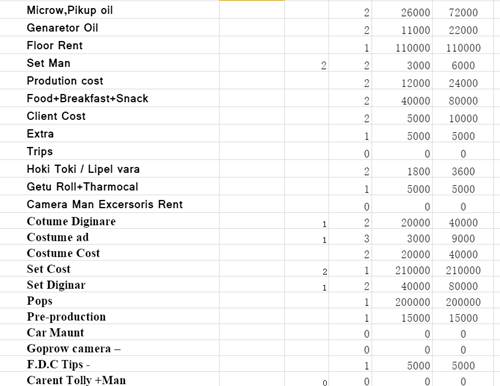 Microw,Pikup oil 2 26000 72000
Genaretor Oil 2 11000 22000
Floor Rent 1 110000 110000
Set Man 2 2 3000 6000
Prodution cost 2 12000 24000
Food+Breakfast+Snack 2 40000 80000
Client Cost 2 5000 10000
Extra 1 5000 5000
Trips 0 0 0
Hoki Toki / Lipel vara 2 1800 3600
Getu Roll+Tharmocal 1 5000 5000
Camera Man Excersoris Rent 0 0 0
Cotume Diginare 1 2 20000 40000
Costume ad 1 3 3000 9000
Costume Cost 2 20000 40000
Set Cost 2 1 210000 210000
Set Diginar 1 2 40000 80000
Pops 1 200000 200000
Pre-production 1 15000 15000
Car Maunt 0 0 0
Goprow camera – 0 0 0
F.D.C Tips - 1 5000 5000
Carent Tolly +Man 0 0 0 0